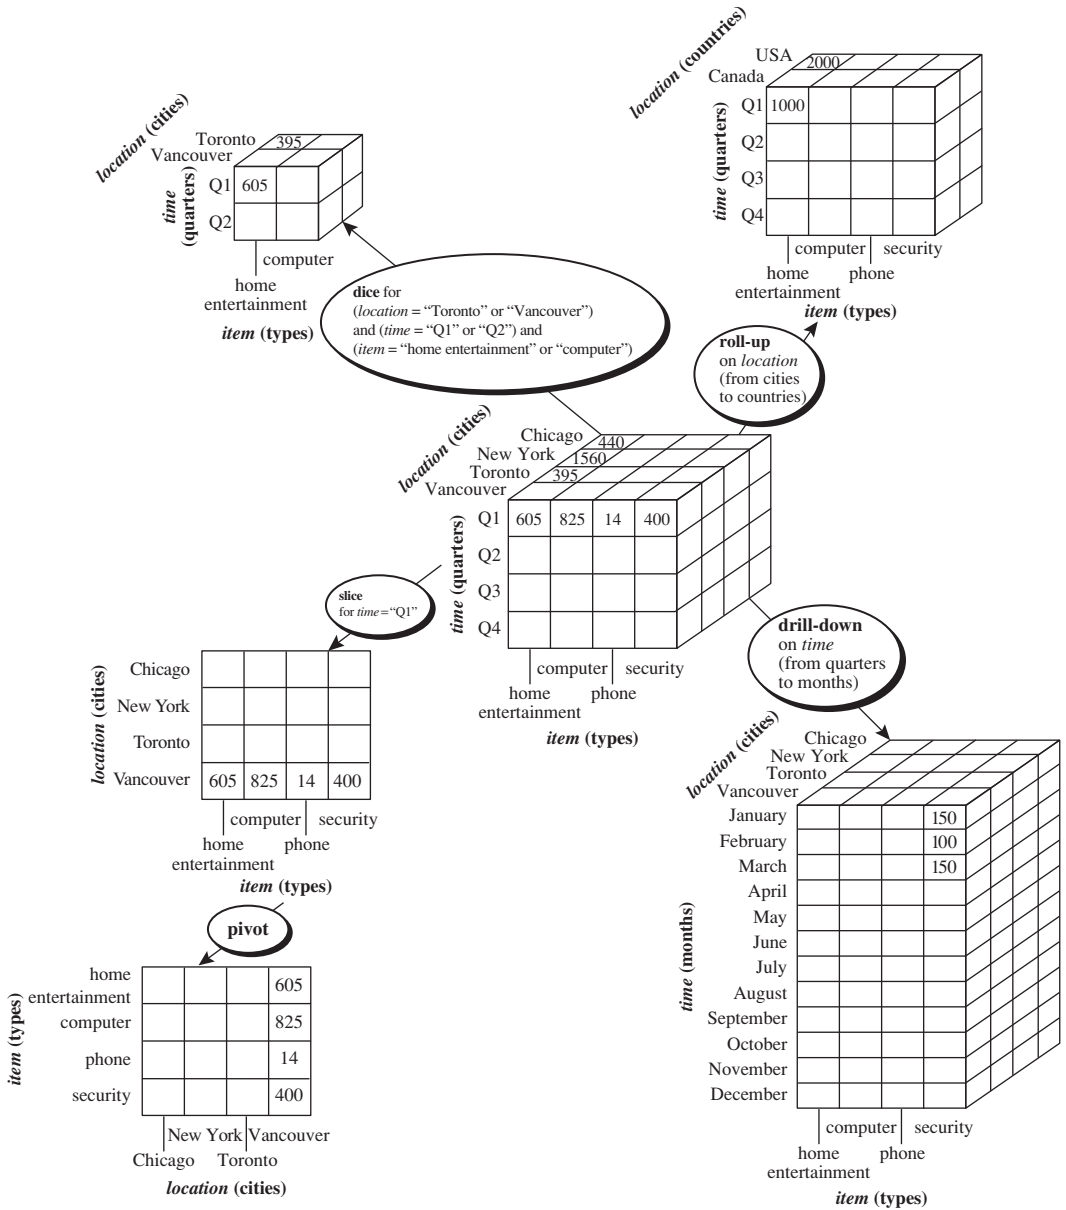 location (countries)
USA
2000
Canada
Q1 1000
Q2
Q3
Q4
time (quarters)
computer security
home phone
entertainment
item (types)
location (cities)
Toronto 395
Vancouver
Q1 605
Q2
time
(quarters)
computer
home
entertainment
item (types)
dice for
(location = “Toronto” or “Vancouver”)
and (time = “Q1” or “Q2”) and
(item = “home entertainment” or “computer”)
roll-up
on location
(from cities
to countries)
location (cities)
Chicago 440
New York 1560
Toronto 395
Vancouver
Q1 605 825 14 400
Q2
Q3
Q4
time (quarters)
computer security
home phone
entertainment
item (types)
slice
for time=“Q1”
drill-down
on time
(from quarters
to months)
location (cities)
Chicago
New York
Toronto
Vancouver 605 825 14 400
computer security
home phone
entertainment
item (types)
pivot
item (types)
home
entertainment 605
computer 825
phone 14
security 400
New York Vancouver
Chicago Toronto
location (cities)
location (cities)
Chicago
New York
Toronto
Vancouver
January 150
February 100
March 150
April
May
June
July
August
September
October
November
December
time (months)
computer security
home phone
entertainment
item (types)